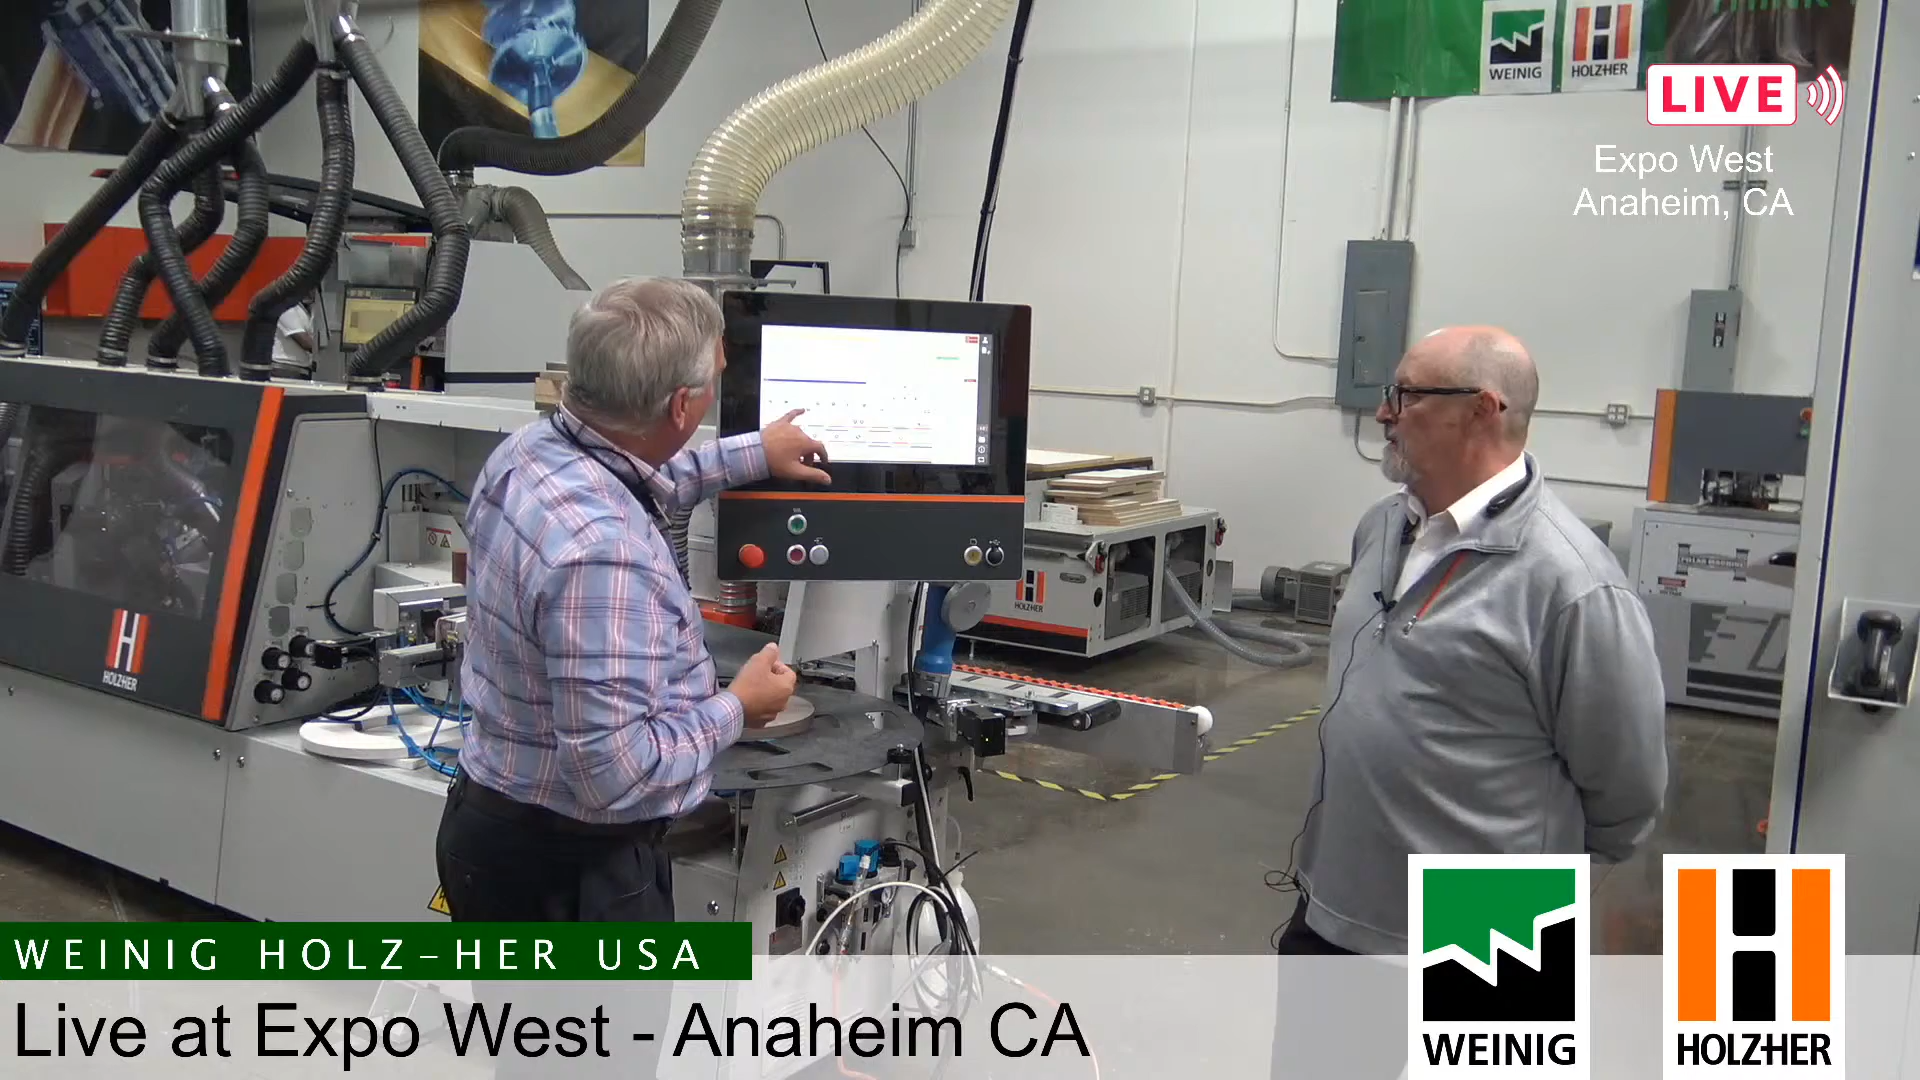 THINK
WEINIG
HOLZHER
LIVE
Expo West
Anaheim, CA
HOLZHER
HOLZHER
WEINIG HOLZ-HER USA
Live at Expo West - Anaheim CA
WEINIG
HOLZHER